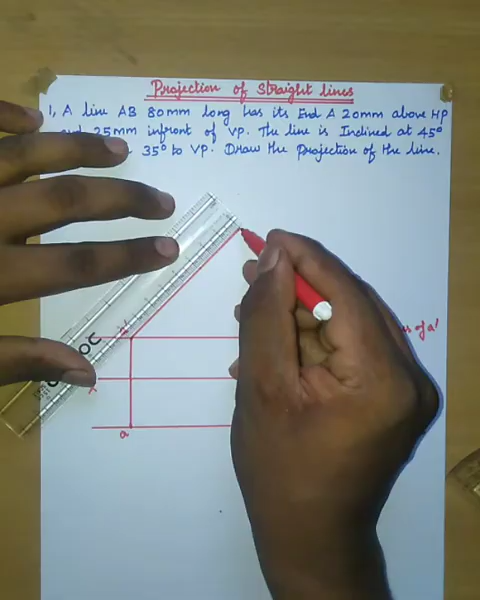 Projection of Straight lines
1, A line AB 80mm long has its End A 20mm above HP
25mm infront of VP. The line is Inclined at 45°
35° to VP. Draw the Projection of the line.
of a'
a'
a